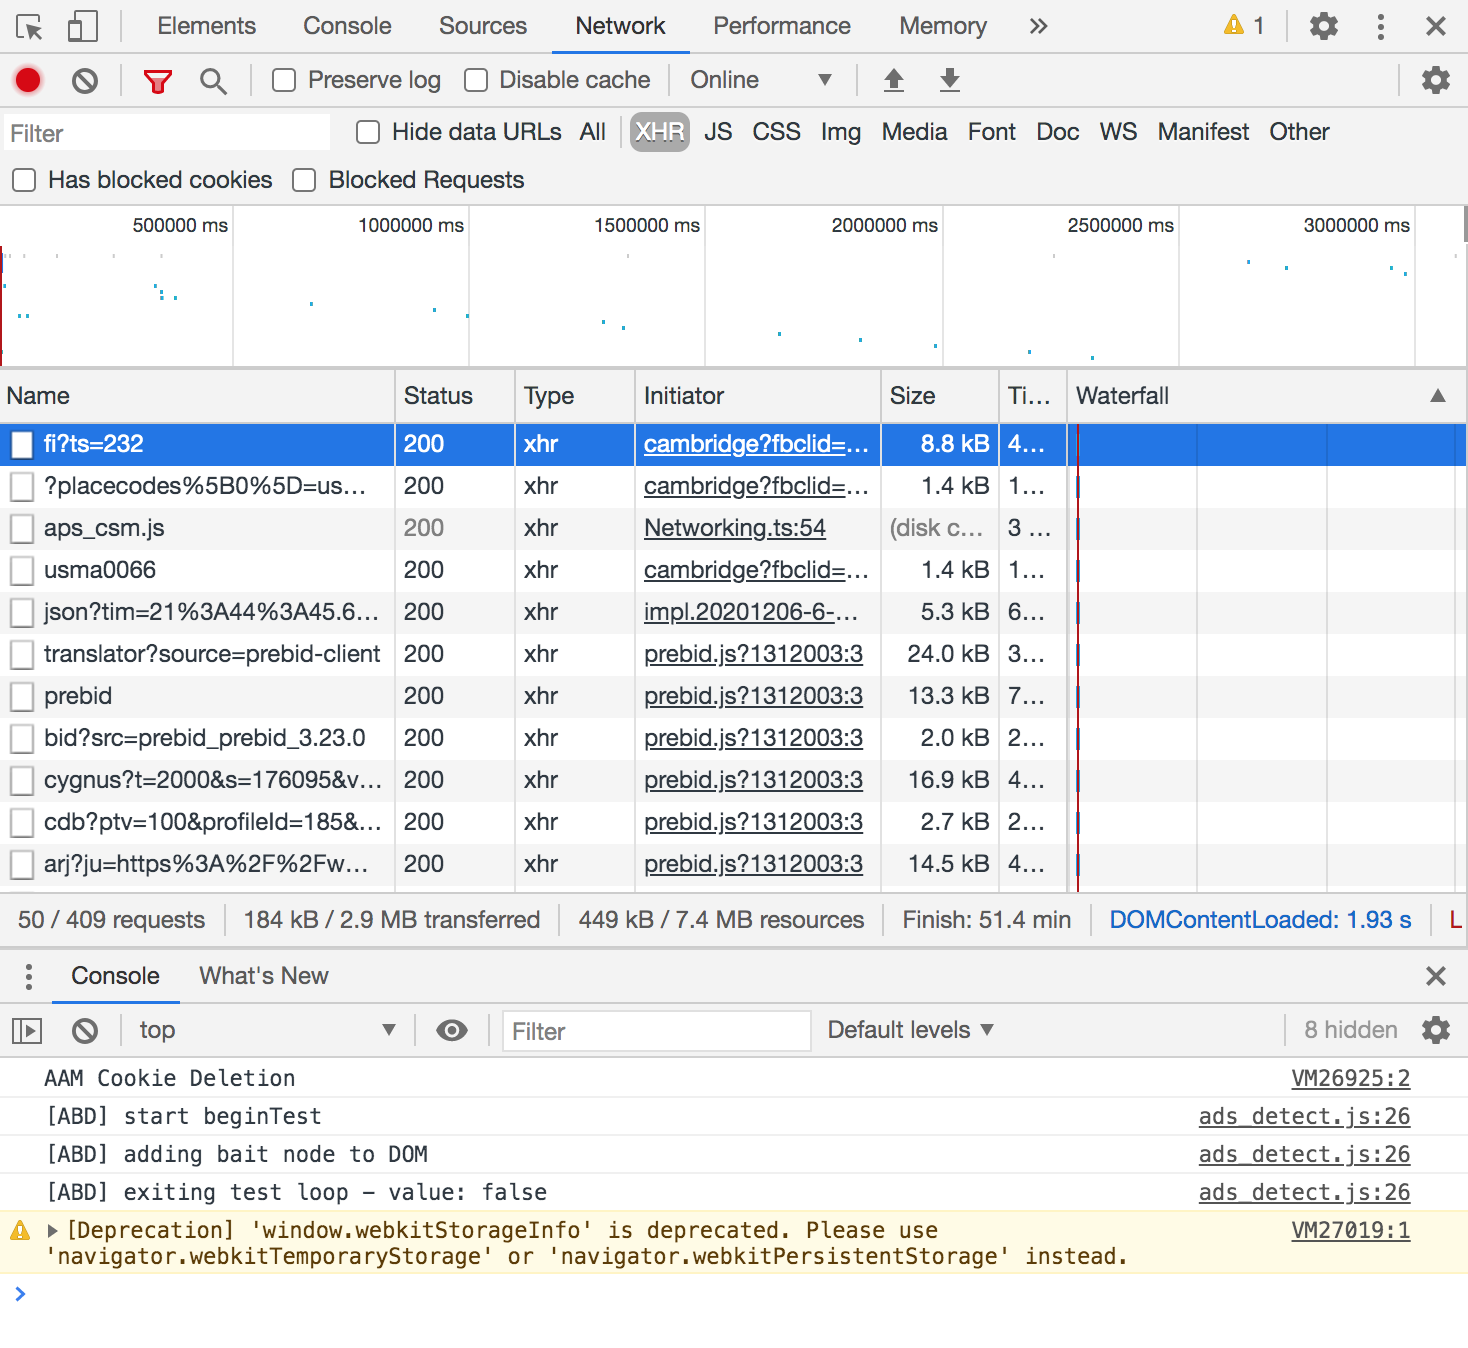 Elements Console Sources Network Performance Memory » 1
Preserve log Disable cache Online
Filter Hide data URLs All XHR JS CSS Img Media Font Doc WS Manifest Other
Has blocked cookies Blocked Requests
500000 ms 1000000 ms 1500000 ms 2000000 ms 2500000 ms 3000000 ms
Name Status Type Initiator Size Ti... Waterfall
fi?ts=232 200 xhr cambridge?fbclid=... 8.8 kB 4...
?placecodes%5B0%5D=us... 200 xhr cambridge?fbclid=... 1.4 kB 1...
aps_csm.js 200 xhr Networking.ts:54 (disk c... 3 ...
usma0066 200 xhr cambridge?fbclid=... 1.4 kB 1...
json?tim=21%3A44%3A45.6... 200 xhr impl.20201206-6-... 5.3 kB 6...
translator?source=prebid-client 200 xhr prebid.js?1312003:3 24.0 kB 3...
prebid 200 xhr prebid.js?1312003:3 13.3 kB 7...
bid?src=prebid_prebid_3.23.0 200 xhr prebid.js?1312003:3 2.0 kB 2...
cygnus?t=2000&s=176095&v... 200 xhr prebid.js?1312003:3 16.9 kB 4...
cdb?ptv=100&profileId=185&... 200 xhr prebid.js?1312003:3 2.7 kB 2...
arj?ju=https%3A%2F%2Fw... 200 xhr prebid.js?1312003:3 14.5 kB 4...
50 / 409 requests 184 kB / 2.9 MB transferred 449 kB / 7.4 MB resources Finish: 51.4 min DOMContentLoaded: 1.93 s L
Console What's New
top Filter Default levels 8 hidden
AAM Cookie Deletion VM26925:2
[ABD] start beginTest ads_detect.js:26
[ABD] adding bait node to DOM ads_detect.js:26
[ABD] exiting test loop – value: false ads_detect.js:26
[Deprecation] 'window.webkitStorageInfo' is deprecated. Please use VM27019:1
'navigator.webkitTemporaryStorage' or 'navigator.webkitPersistentStorage' instead.